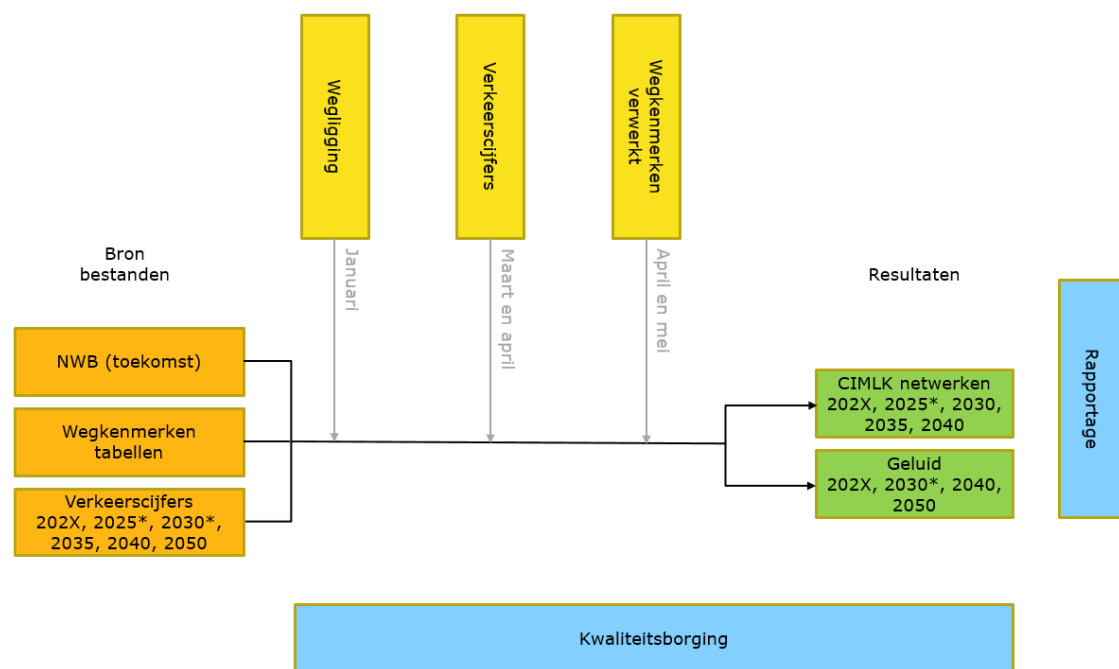 Wegligging
Verkeerscijfers
Wegkenmerken
verwerkt
Januari
Maart en april
April en mei
Bron
bestanden
NWB (toekomst)
Wegkenmerken
tabellen
Verkeerscijfers
202X, 2025*, 2030*,
2035, 2040, 2050
Resultaten
CIMLK netwerken
202X, 2025*, 2030,
2035, 2040
Geluid
202X, 2030*, 2040,
2050
Rapportage
Kwaliteitsborging